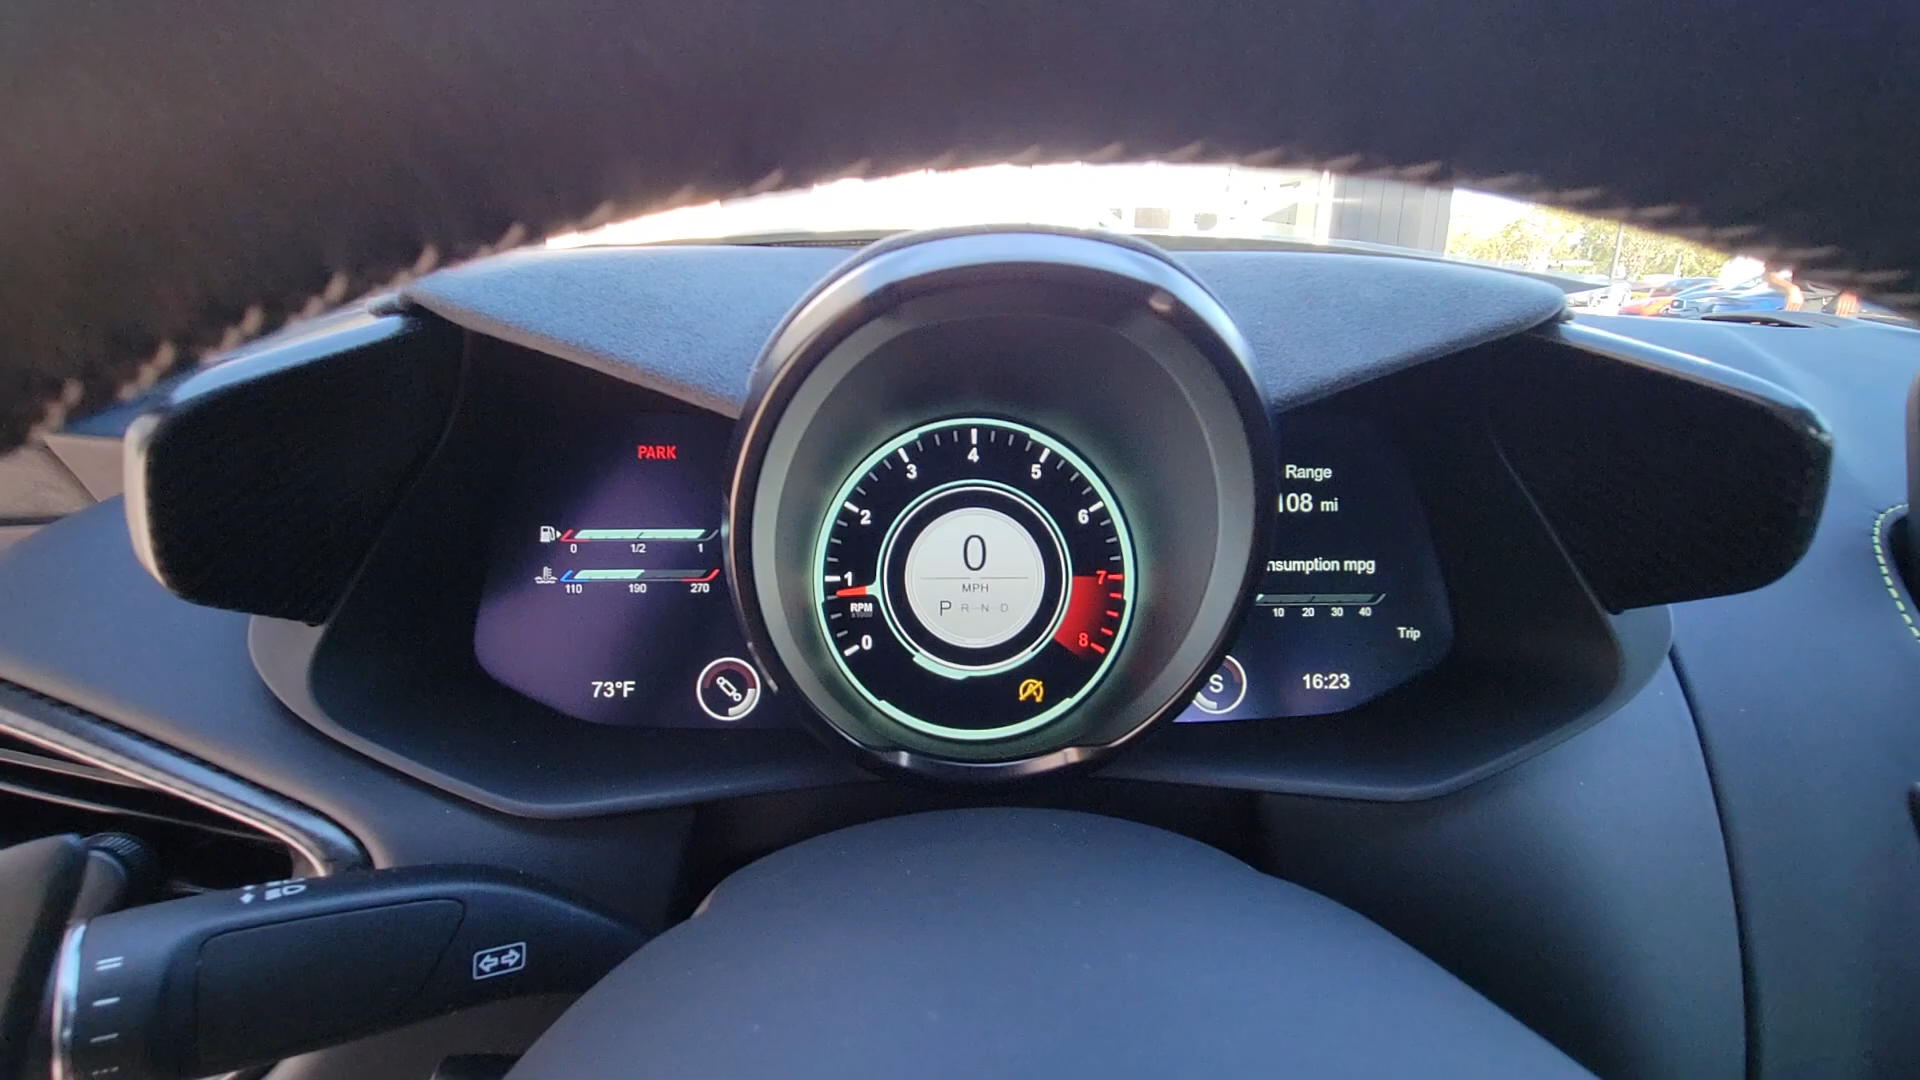 PARK
0 1/2 1
110 190 270
73°F
0 1 2 3 4 5 6 7 8
RPM
x1000
0
MPH
P R N D
Range
108 mi
nsumption mpg
10 20 30 40
Trip
S
16:23